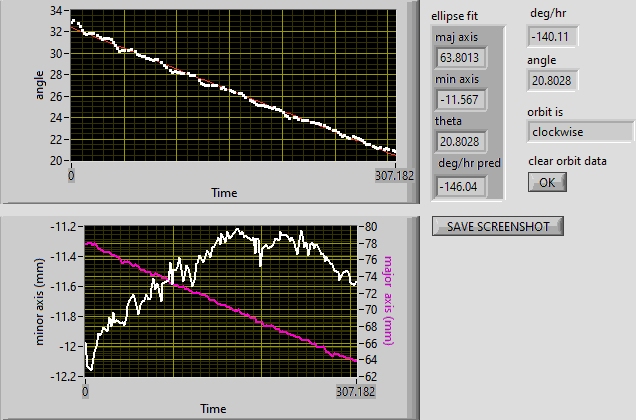 34
32
30
28
26
24
22
20
angle
0
307.182
Time
ellipse fit
maj axis
63.8013
min axis
-11.567
theta
20.8028
deg/hr pred
-146.04
deg/hr
-140.11
angle
20.8028
orbit is
clockwise
clear orbit data
OK
SAVE SCREENSHOT
-11.2
-11.4
-11.6
-11.8
-12
-12.2
minor axis (mm)
80
78
76
74
72
70
68
66
64
62
major axis (mm)
0
307.182
Time